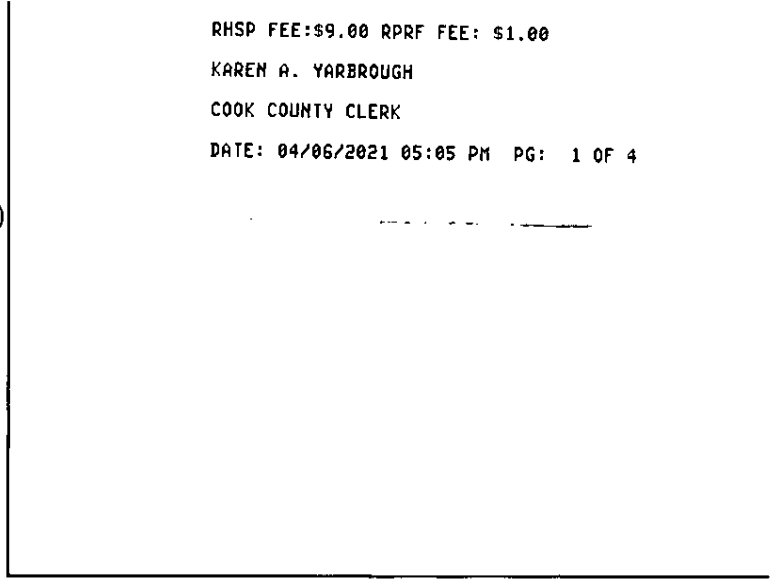 RHSP FEE:$9.00 RPRF FEE: $1.00
KAREN A. YARBROUGH
COOK COUNTY CLERK
DATE: 04/06/2021 05:05 PM PG: 1 OF 4